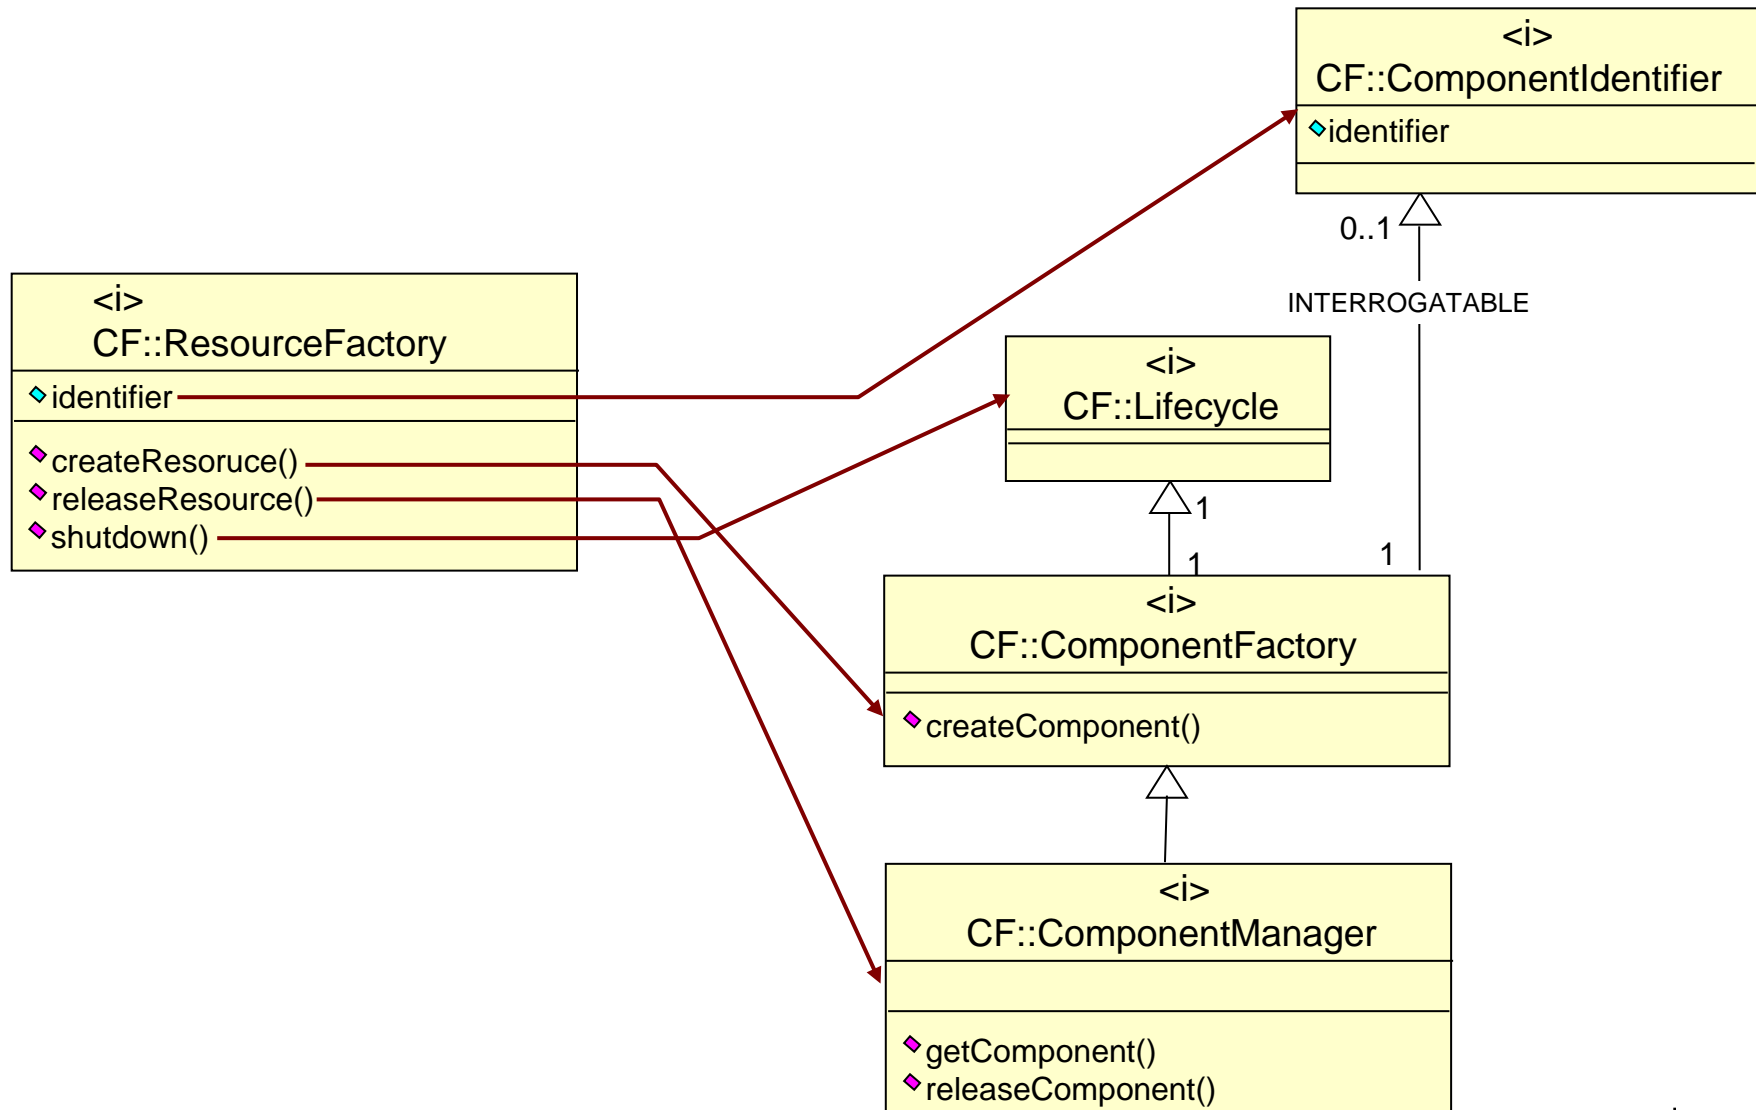 <i>
CF::ComponentIdentifier
identifier
0..1
INTERROGATABLE
<i>
CF::ResourceFactory
identifier
createResoruce()
releaseResource()
shutdown()
<i>
CF::Lifecycle
1
1
1
<i>
CF::ComponentFactory
createComponent()
<i>
CF::ComponentManager
getComponent()
releaseComponent()